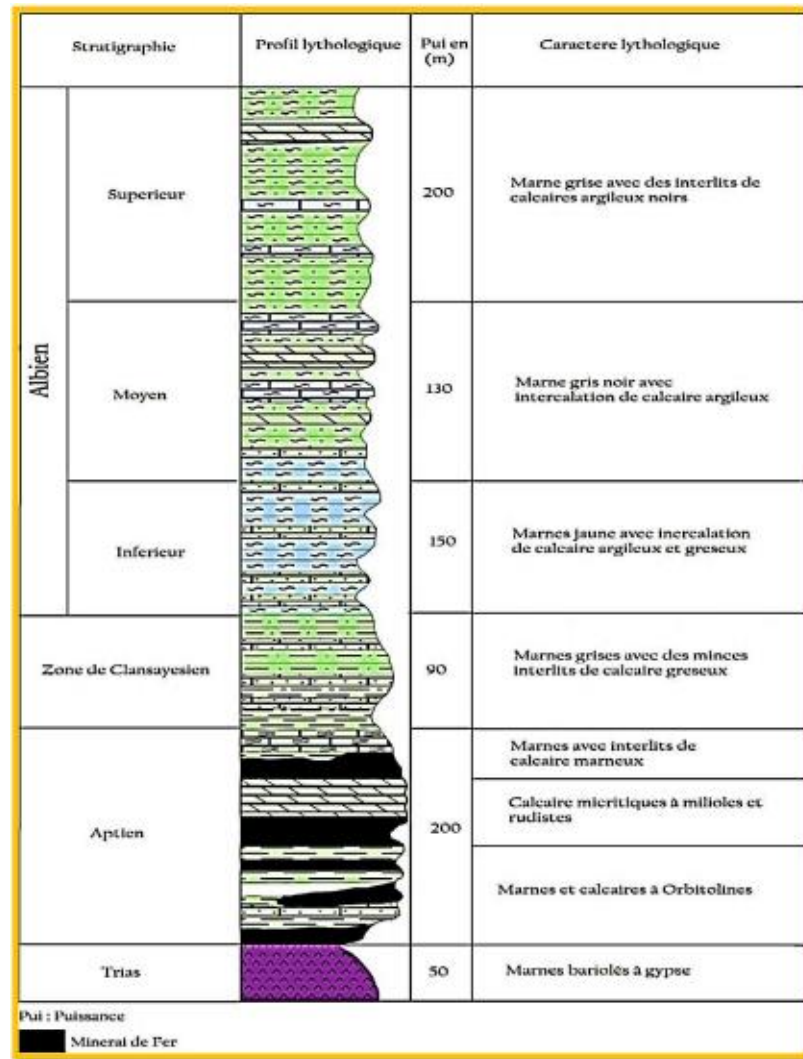 Stratigraphie
Profil lythologique
Pui en
(m)
Caractere lythologique
Albien
Superieur
200
Marne grise avec des interlits de
calcaires argileux noirs
Moyen
130
Marne gris noir avec
intercalation de calcaire argileux
Inferieur
150
Marnes jaune avec inercalation
de calcaire argileux et greseux
Zone de Clansayesien
90
Marnes grises avec des minces
interlits de calcaire greseux
Aptien
200
Marnes avec interlits de
calcaire marneux
Calcaire micritiques à milioles et
rudistes
Marnes et calcaires à Orbitolines
Trias
50
Marnes bariolés à gypse
Pui : Puissance
Minerai de Fer